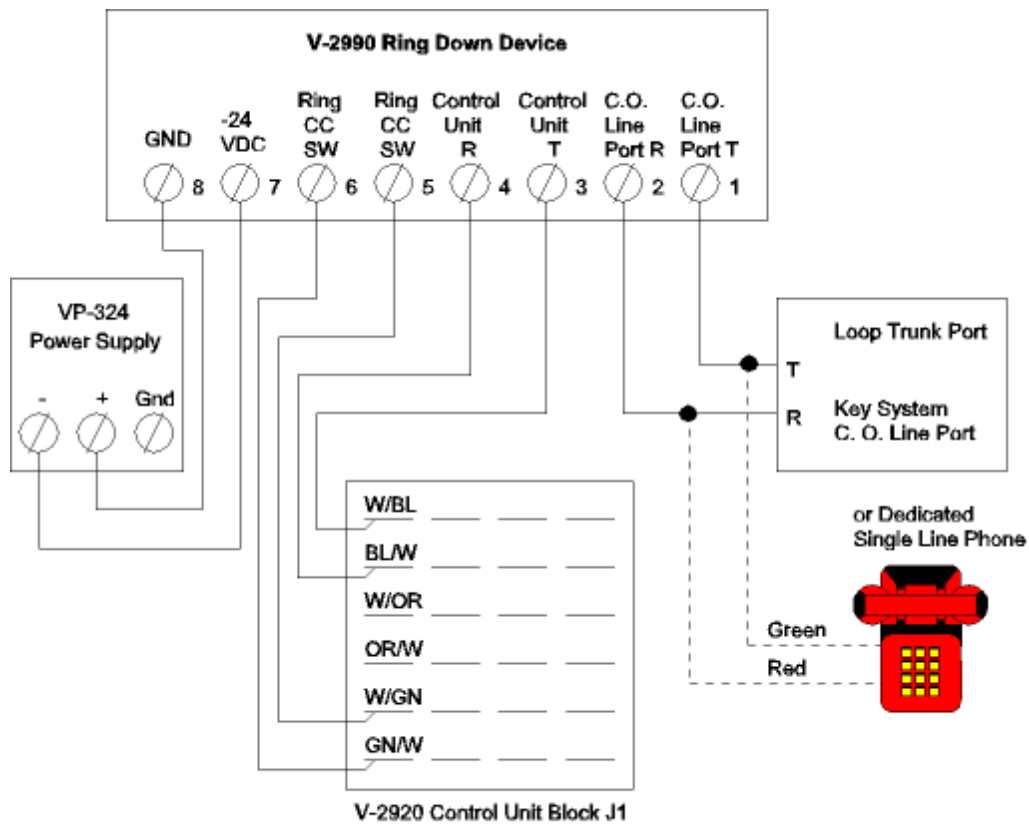 V-2990 Ring Down Device
GND
-24
VDC
Ring
CC
SW
Ring
CC
SW
Control
Unit
R
Control
Unit
T
C.O.
Line
Port R
C.O.
Line
Port T
8
7
6
5
4
3
2
1
VP-324
Power Supply
-
+
Gnd
Loop Trunk Port
T
R
Key System
C. O. Line Port
W/BL
BL/W
W/OR
OR/W
W/GN
GN/W
V-2920 Control Unit Block J1
or Dedicated
Single Line Phone
Green
Red